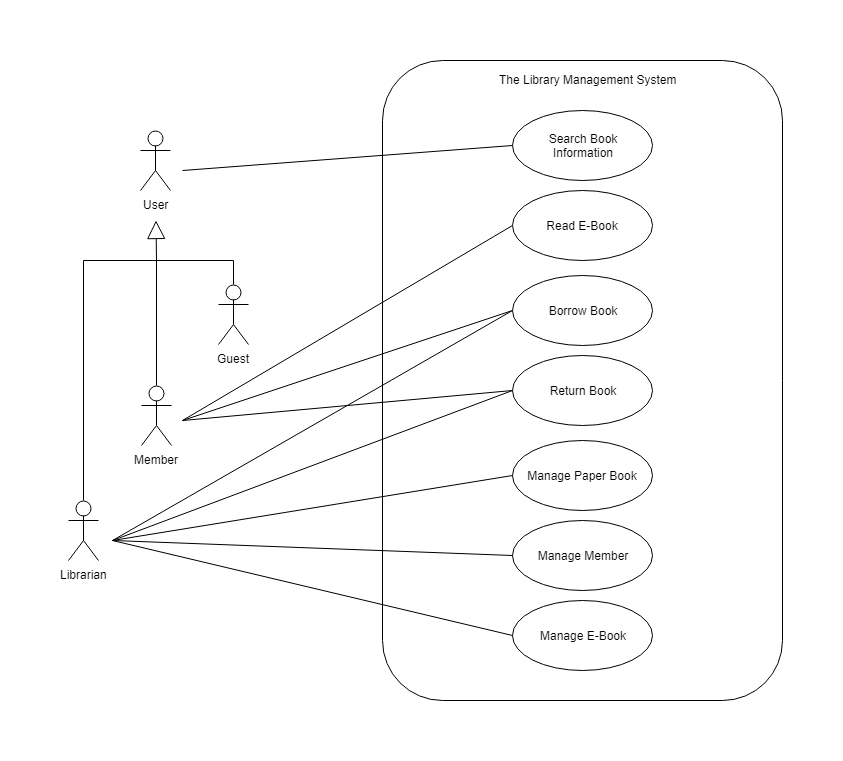 The Library Management System
Search Book
Information
User
Read E-Book
Borrow Book
Guest
Return Book
Member
Manage Paper Book
Manage Member
Librarian
Manage E-Book